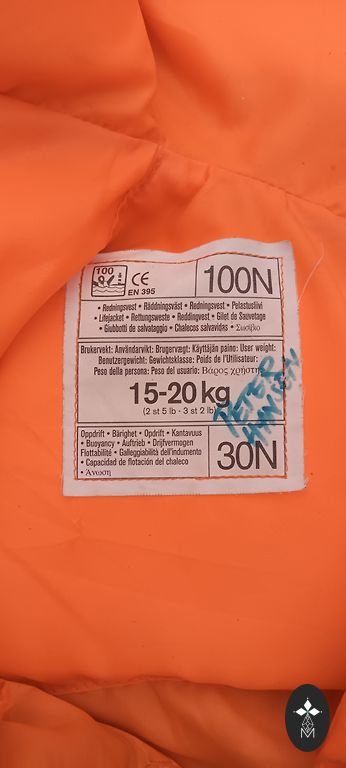 100
CE
EN 395
100N
• Redningsvest • Räddningsväst • Redningsvest • Pelastusliivi
• Lifejacket • Rettungsweste • Reddingvest • Gilet de Sauvetage
• Giubbotti de salvataggio • Chalecos salvavidas • Σωσίβιο
Brukervekt: Användarvikt: Brugervægt: Käyttäjän paino: User weight:
Benutzergewicht: Gewichtsklasse: Poids de l'Utilisateur:
Peso della persona: Peso del usuario: Βάρος χρήστη
15-20 kg
(2 st 5 lb - 3 st 2 lb)
PETER
Oppdrift • Bärighet • Opdrift • Kantavuus
• Buoyancy • Auftrieb • Drijfvermogen
Flottabilité • Galleggiabilità dell'indumento
• Capacidad de flotación del chaleco
• Άνωση
30N
M